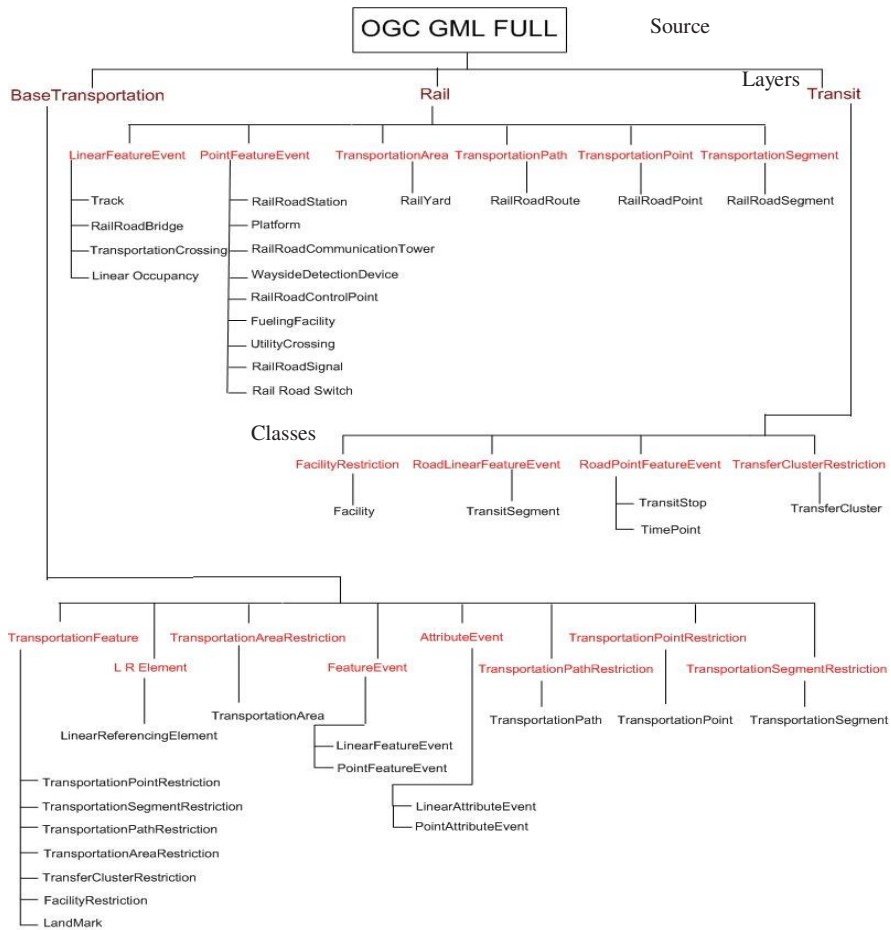 OGC GML FULL
Source
Layers
BaseTransportation
Rail
Transit
LinearFeatureEvent
PointFeatureEvent
TransportationArea
TransportationPath
TransportationPoint
TransportationSegment
Track
RailRoadBridge
TransportationCrossing
Linear Occupancy
RailRoadStation
Platform
RailRoadCommunicationTower
WaysideDetectionDevice
RailRoadControlPoint
FuelingFacility
UtilityCrossing
RailRoadSignal
Rail Road Switch
RailYard
RailRoadRoute
RailRoadPoint
RailRoadSegment
Classes
FacilityRestriction
RoadLinearFeatureEvent
RoadPointFeatureEvent
TransferClusterRestriction
Facility
TransitSegment
TransitStop
TimePoint
TransferCluster
TransportationFeature
L R Element
TransportationAreaRestriction
FeatureEvent
AttributeEvent
TransportationPathRestriction
TransportationPointRestriction
TransportationSegmentRestriction
LinearReferencingElement
TransportationArea
LinearFeatureEvent
PointFeatureEvent
LinearAttributeEvent
PointAttributeEvent
TransportationPath
TransportationPoint
TransportationSegment
TransportationPointRestriction
TransportationSegmentRestriction
TransportationPathRestriction
TransportationAreaRestriction
TransferClusterRestriction
FacilityRestriction
LandMark